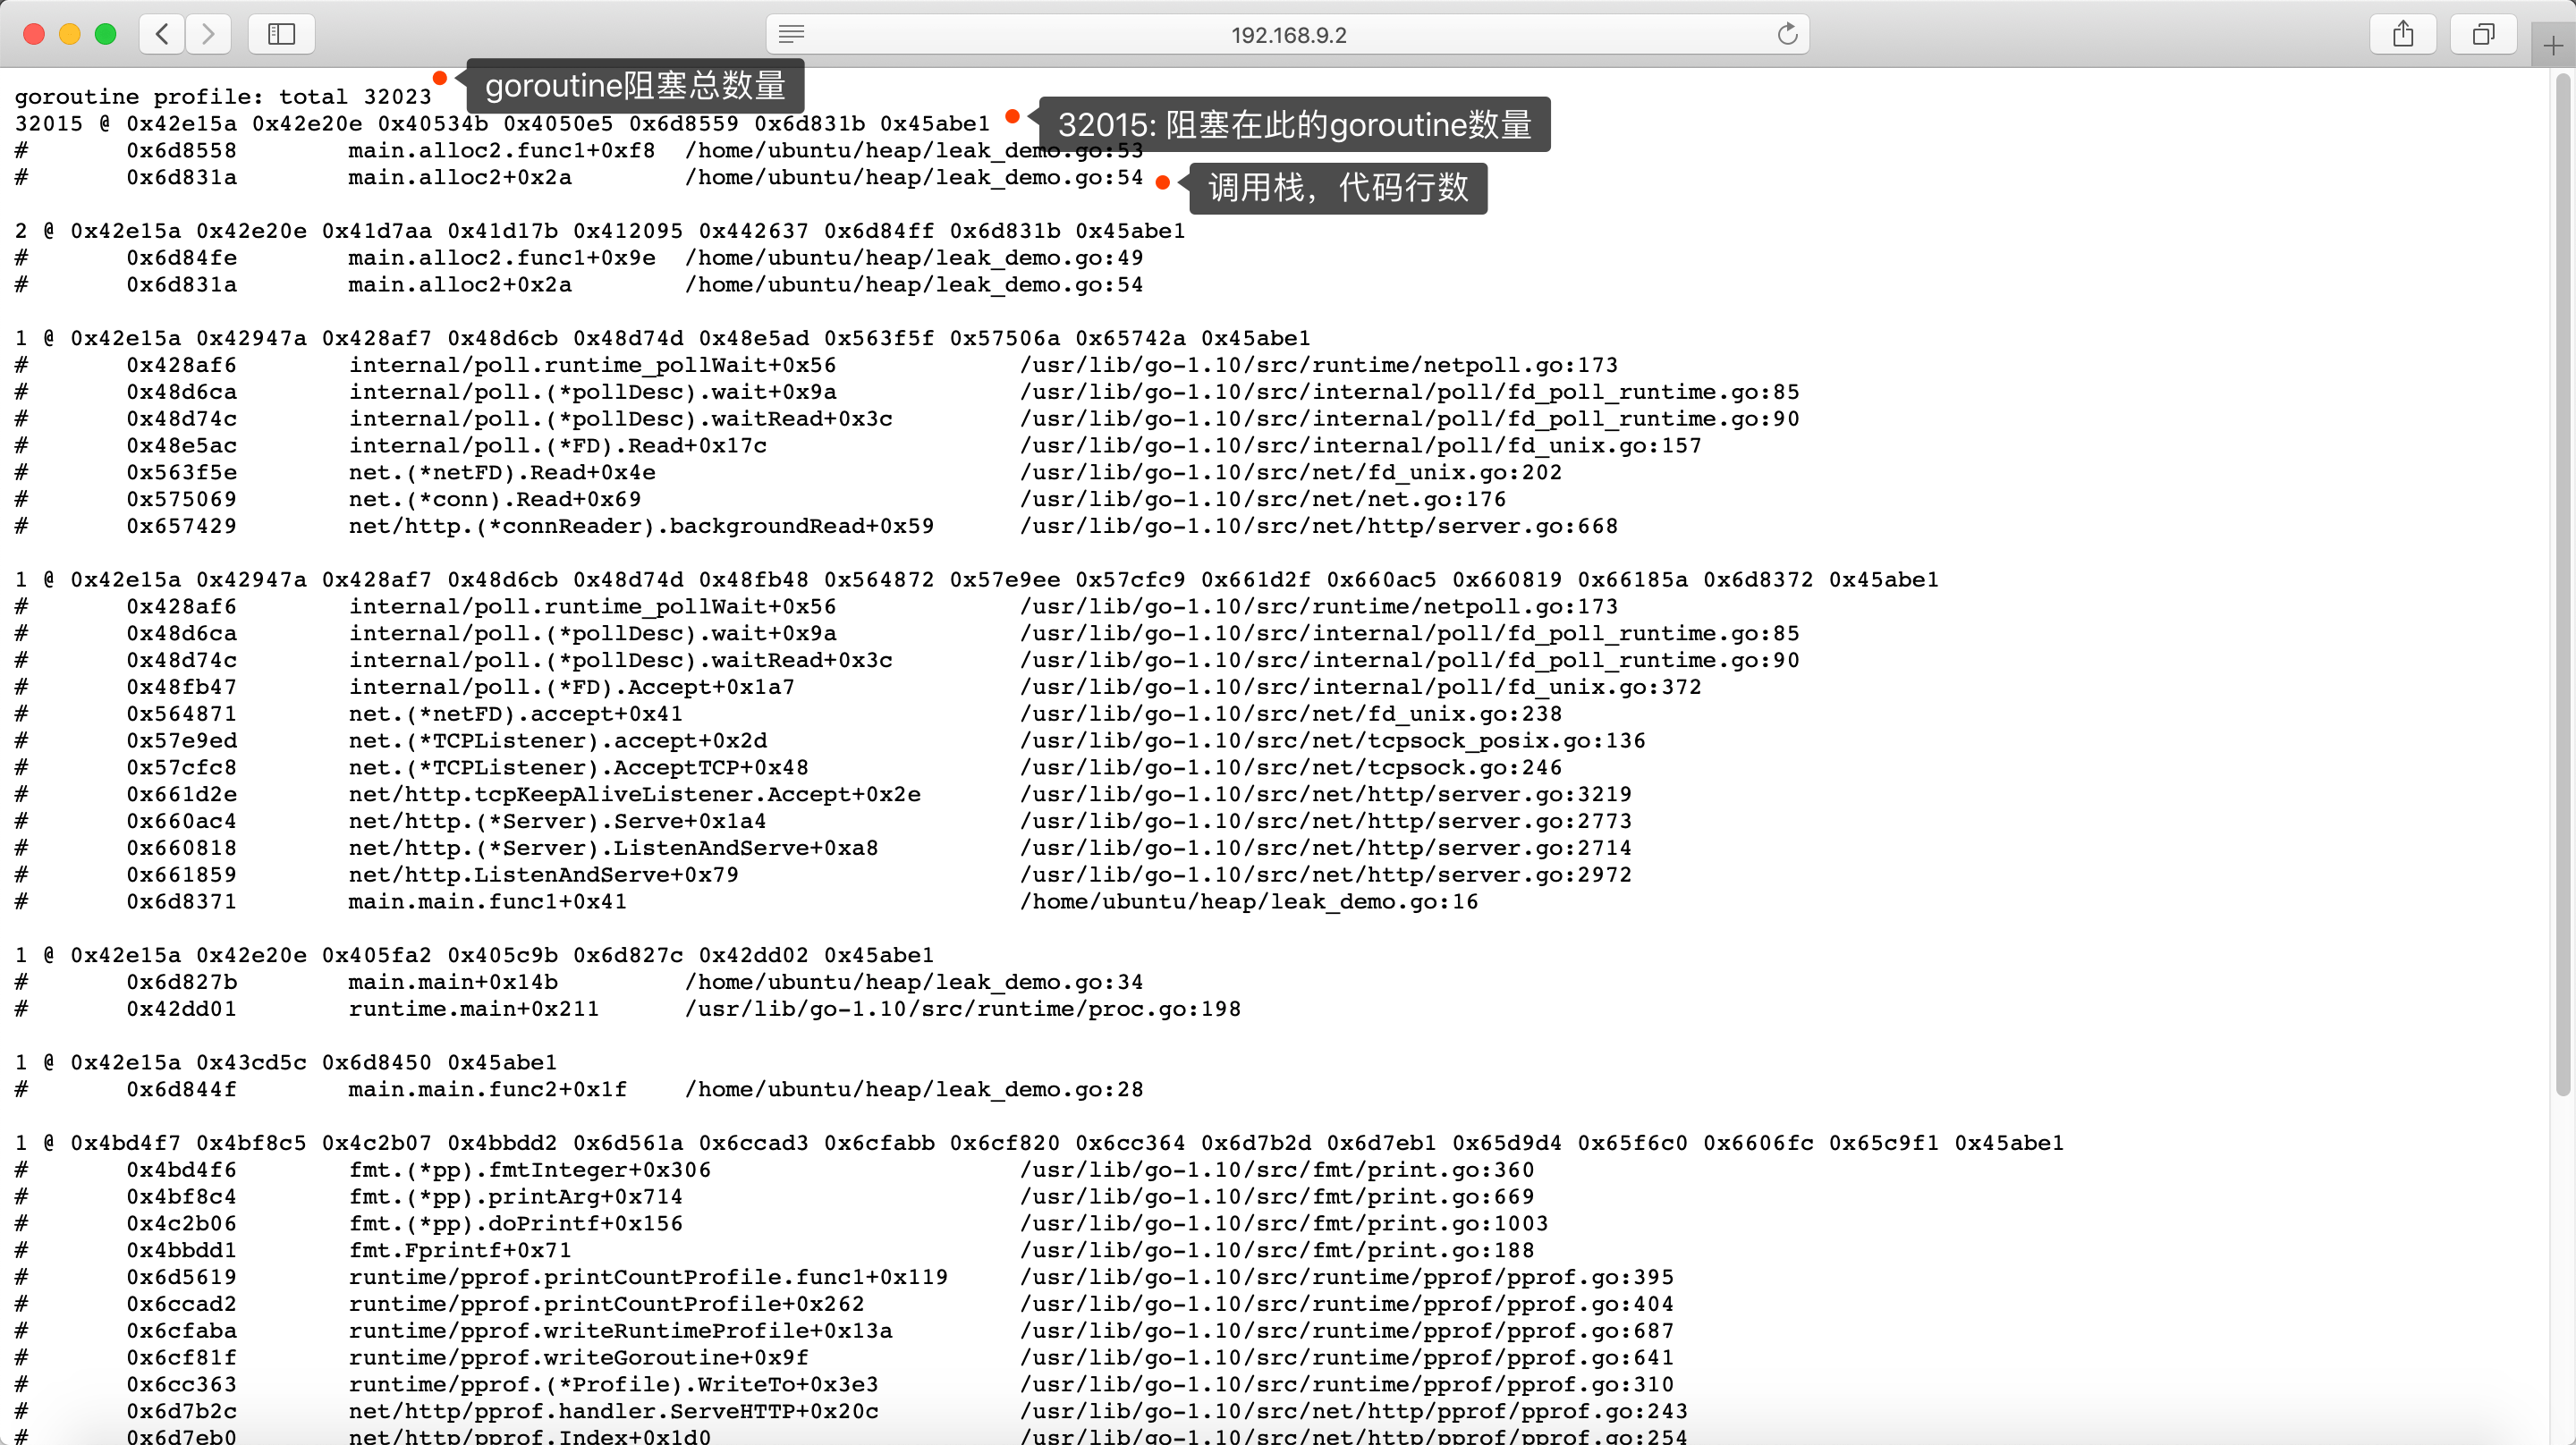 192.168.9.2
goroutine profile: total 32023
goroutine阻塞总数量
32015 @ 0x42e15a 0x42e20e 0x40534b 0x4050e5 0x6d8559 0x6d831b 0x45abe1
32015: 阻塞在此的goroutine数量
# 0x6d8558 main.alloc2.func1+0xf8 /home/ubuntu/heap/leak_demo.go:53
# 0x6d831a main.alloc2+0x2a /home/ubuntu/heap/leak_demo.go:54
调用栈，代码行数
2 @ 0x42e15a 0x42e20e 0x41d7aa 0x41d17b 0x412095 0x442637 0x6d84ff 0x6d831b 0x45abe1
# 0x6d84fe main.alloc2.func1+0x9e /home/ubuntu/heap/leak_demo.go:49
# 0x6d831a main.alloc2+0x2a /home/ubuntu/heap/leak_demo.go:54
1 @ 0x42e15a 0x42947a 0x428af7 0x48d6cb 0x48d74d 0x48e5ad 0x563f5f 0x57506a 0x65742a 0x45abe1
# 0x428af6 internal/poll.runtime_pollWait+0x56 /usr/lib/go-1.10/src/runtime/netpoll.go:173
# 0x48d6ca internal/poll.(*pollDesc).wait+0x9a /usr/lib/go-1.10/src/internal/poll/fd_poll_runtime.go:85
# 0x48d74c internal/poll.(*pollDesc).waitRead+0x3c /usr/lib/go-1.10/src/internal/poll/fd_poll_runtime.go:90
# 0x48e5ac internal/poll.(*FD).Read+0x17c /usr/lib/go-1.10/src/internal/poll/fd_unix.go:157
# 0x563f5e net.(*netFD).Read+0x4e /usr/lib/go-1.10/src/net/fd_unix.go:202
# 0x575069 net.(*conn).Read+0x69 /usr/lib/go-1.10/src/net/net.go:176
# 0x657429 net/http.(*connReader).backgroundRead+0x59 /usr/lib/go-1.10/src/net/http/server.go:668
1 @ 0x42e15a 0x42947a 0x428af7 0x48d6cb 0x48d74d 0x48fb48 0x564872 0x57e9ee 0x57cfc9 0x661d2f 0x660ac5 0x660819 0x66185a 0x6d8372 0x45abe1
# 0x428af6 internal/poll.runtime_pollWait+0x56 /usr/lib/go-1.10/src/runtime/netpoll.go:173
# 0x48d6ca internal/poll.(*pollDesc).wait+0x9a /usr/lib/go-1.10/src/internal/poll/fd_poll_runtime.go:85
# 0x48d74c internal/poll.(*pollDesc).waitRead+0x3c /usr/lib/go-1.10/src/internal/poll/fd_poll_runtime.go:90
# 0x48fb47 internal/poll.(*FD).Accept+0x1a7 /usr/lib/go-1.10/src/internal/poll/fd_unix.go:372
# 0x564871 net.(*netFD).accept+0x41 /usr/lib/go-1.10/src/net/fd_unix.go:238
# 0x57e9ed net.(*TCPListener).accept+0x2d /usr/lib/go-1.10/src/net/tcpsock_posix.go:136
# 0x57cfc8 net.(*TCPListener).AcceptTCP+0x48 /usr/lib/go-1.10/src/net/tcpsock.go:246
# 0x661d2e net/http.tcpKeepAliveListener.Accept+0x2e /usr/lib/go-1.10/src/net/http/server.go:3219
# 0x660ac4 net/http.(*Server).Serve+0x1a4 /usr/lib/go-1.10/src/net/http/server.go:2773
# 0x660818 net/http.(*Server).ListenAndServe+0xa8 /usr/lib/go-1.10/src/net/http/server.go:2714
# 0x661859 net/http.ListenAndServe+0x79 /usr/lib/go-1.10/src/net/http/server.go:2972
# 0x6d8371 main.main.func1+0x41 /home/ubuntu/heap/leak_demo.go:16
1 @ 0x42e15a 0x42e20e 0x405fa2 0x405c9b 0x6d827c 0x42dd02 0x45abe1
# 0x6d827b main.main+0x14b /home/ubuntu/heap/leak_demo.go:34
# 0x42dd01 runtime.main+0x211 /usr/lib/go-1.10/src/runtime/proc.go:198
1 @ 0x42e15a 0x43cd5c 0x6d8450 0x45abe1
# 0x6d844f main.main.func2+0x1f /home/ubuntu/heap/leak_demo.go:28
1 @ 0x4bd4f7 0x4bf8c5 0x4c2b07 0x4bbdd2 0x6d561a 0x6ccad3 0x6cfabb 0x6cf820 0x6cc364 0x6d7b2d 0x6d7eb1 0x65d9d4 0x65f6c0 0x6606fc 0x65c9f1 0x45abe1
# 0x4bd4f6 fmt.(*pp).fmtInteger+0x306 /usr/lib/go-1.10/src/fmt/print.go:360
# 0x4bf8c4 fmt.(*pp).printArg+0x714 /usr/lib/go-1.10/src/fmt/print.go:669
# 0x4c2b06 fmt.(*pp).doPrintf+0x156 /usr/lib/go-1.10/src/fmt/print.go:1003
# 0x4bbdd1 fmt.Fprintf+0x71 /usr/lib/go-1.10/src/fmt/print.go:188
# 0x6d5619 runtime/pprof.printCountProfile.func1+0x119 /usr/lib/go-1.10/src/runtime/pprof/pprof.go:395
# 0x6ccad2 runtime/pprof.printCountProfile+0x262 /usr/lib/go-1.10/src/runtime/pprof/pprof.go:404
# 0x6cfaba runtime/pprof.writeRuntimeProfile+0x13a /usr/lib/go-1.10/src/runtime/pprof/pprof.go:687
# 0x6cf81f runtime/pprof.writeGoroutine+0x9f /usr/lib/go-1.10/src/runtime/pprof/pprof.go:641
# 0x6cc363 runtime/pprof.(*Profile).WriteTo+0x3e3 /usr/lib/go-1.10/src/runtime/pprof/pprof.go:310
# 0x6d7b2c net/http/pprof.handler.ServeHTTP+0x20c /usr/lib/go-1.10/src/net/http/pprof/pprof.go:243
# 0x6d7eb0 net/http/pprof.Index+0x1d0 /usr/lib/go-1.10/src/net/http/pprof/pprof.go:254